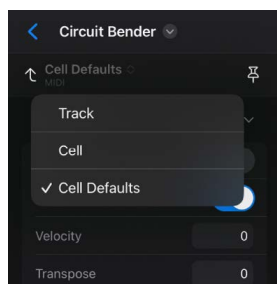 Circuit Bender
Cell Defaults
MIDI
Track
Cell
✓ Cell Defaults
Velocity 0
Transpose 0